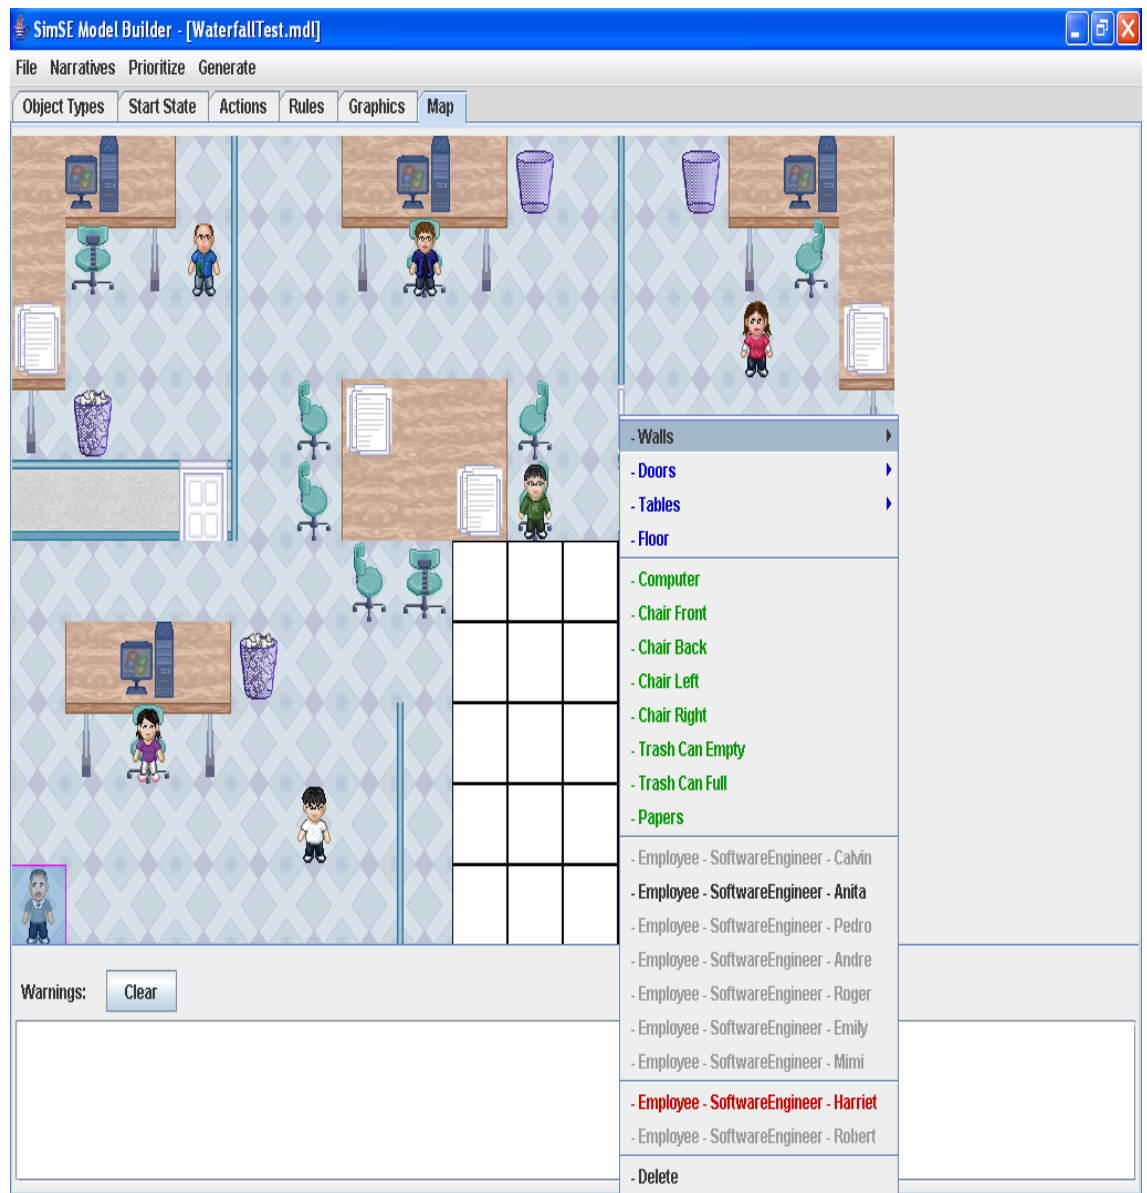 SimSE Model Builder - [WaterfallTest.mdl]
File Narratives Prioritize Generate
Object Types Start State Actions Rules Graphics Map
- Walls
- Doors
- Tables
- Floor
- Computer
- Chair Front
- Chair Back
- Chair Left
- Chair Right
- Trash Can Empty
- Trash Can Full
- Papers
- Employee - SoftwareEngineer - Calvin
- Employee - SoftwareEngineer - Anita
- Employee - SoftwareEngineer - Pedro
- Employee - SoftwareEngineer - Andre
- Employee - SoftwareEngineer - Roger
- Employee - SoftwareEngineer - Emily
- Employee - SoftwareEngineer - Mimi
- Employee - SoftwareEngineer - Harriet
- Employee - SoftwareEngineer - Robert
- Delete
Warnings: Clear